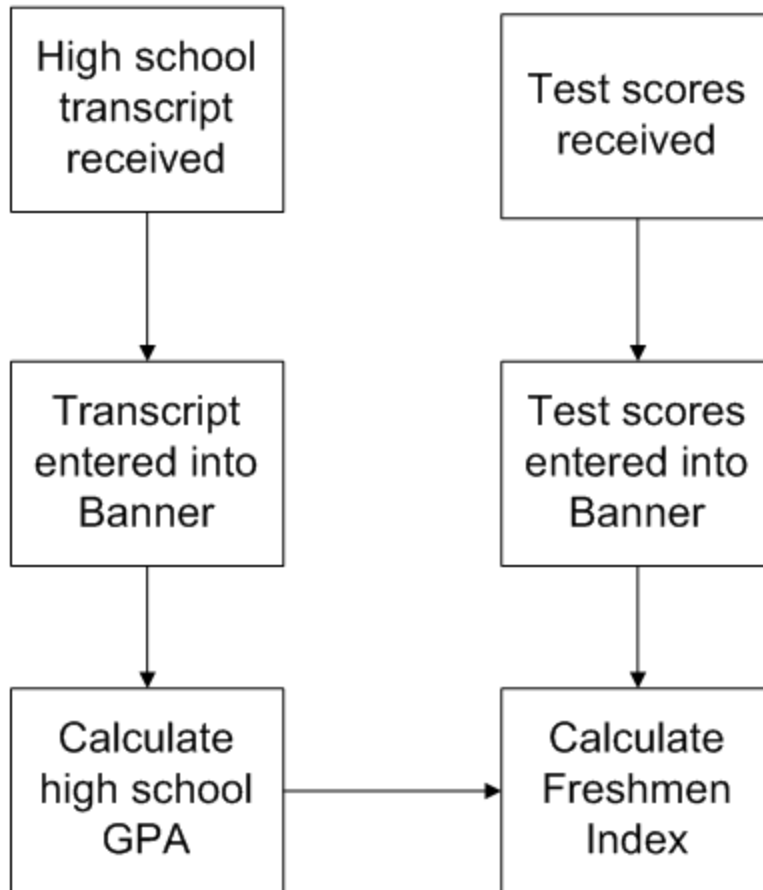 High school
transcript
received
Test scores
received
Transcript
entered into
Banner
Test scores
entered into
Banner
Calculate
high school
GPA
Calculate
Freshmen
Index